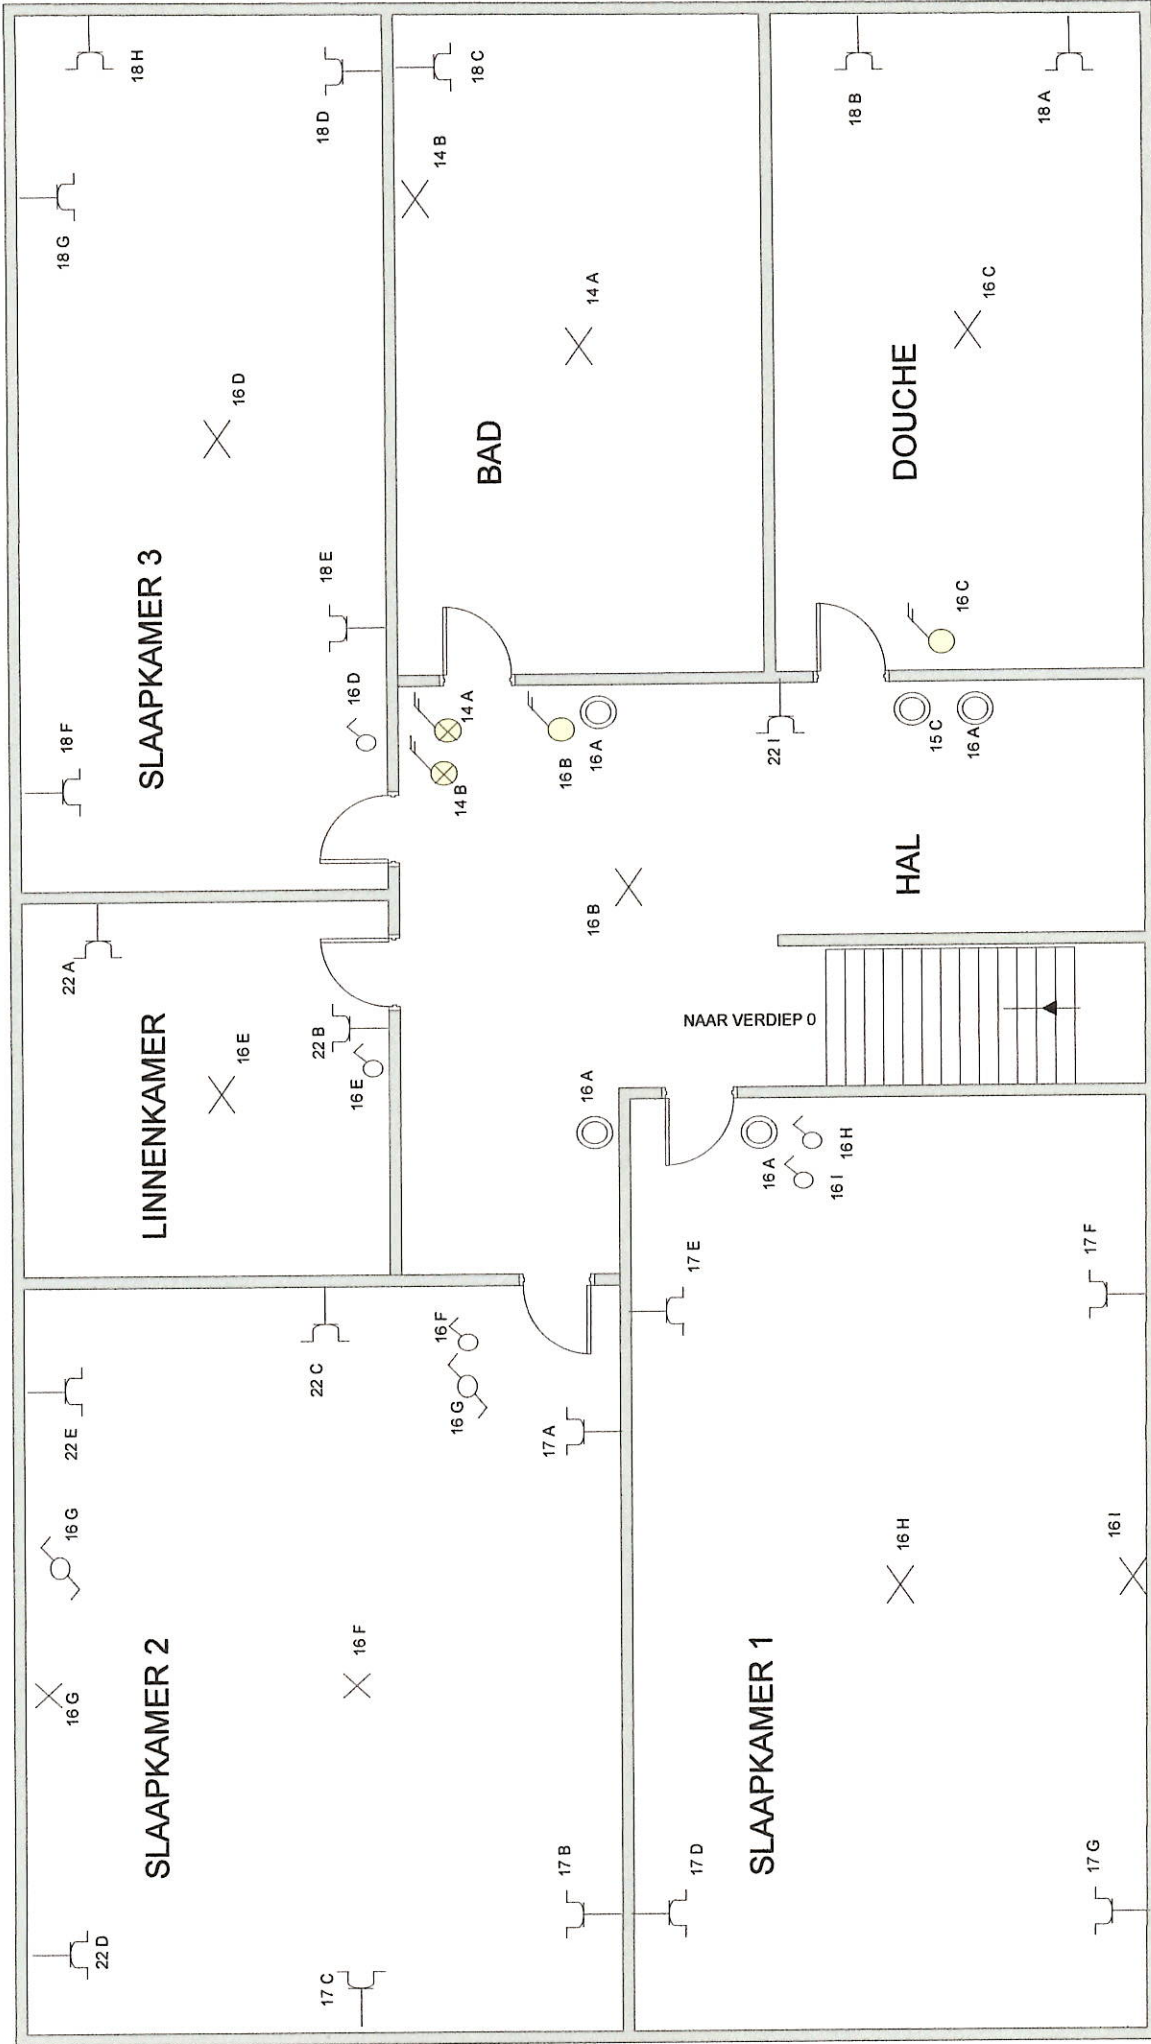 SLAAPKAMER 2
22 D
16 G
16 G
22 E
17 C
16 F
22 C
16 F
16 G
17 B
17 A
LINNENKAMER
22 A
16 E
22 B
16 E
SLAAPKAMER 3
18 F
18 G
18 H
16 D
16 D
18 E
18 D
SLAAPKAMER 1
17 D
17 E
16 A
16 I
16 H
16 H
17 G
16 I
17 F
HAL
16 A
14 B
14 A
16 B
16 A
16 B
22 I
NAAR VERDIEP 0
15 C
16 A
BAD
18 C
14 B
14 A
DOUCHE
18 B
16 C
16 C
18 A